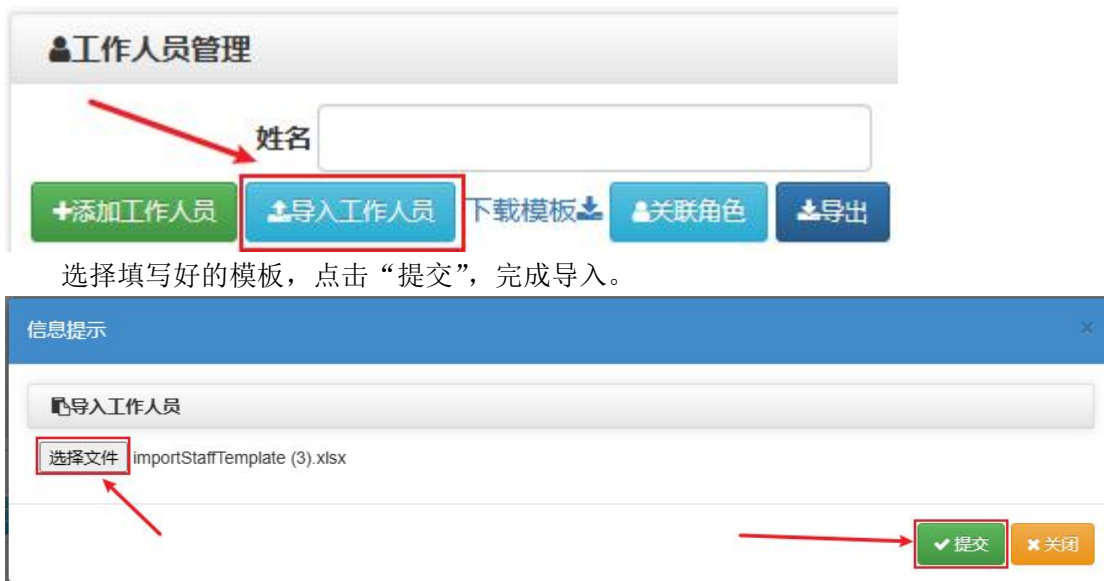 工作人员管理
姓名
+添加工作人员 导入工作人员 下载模板 关联角色 导出
选择填写好的模板，点击“提交”，完成导入。
信息提示 ×
导入工作人员
选择文件 importStaffTemplate (3).xlsx
提交 关闭